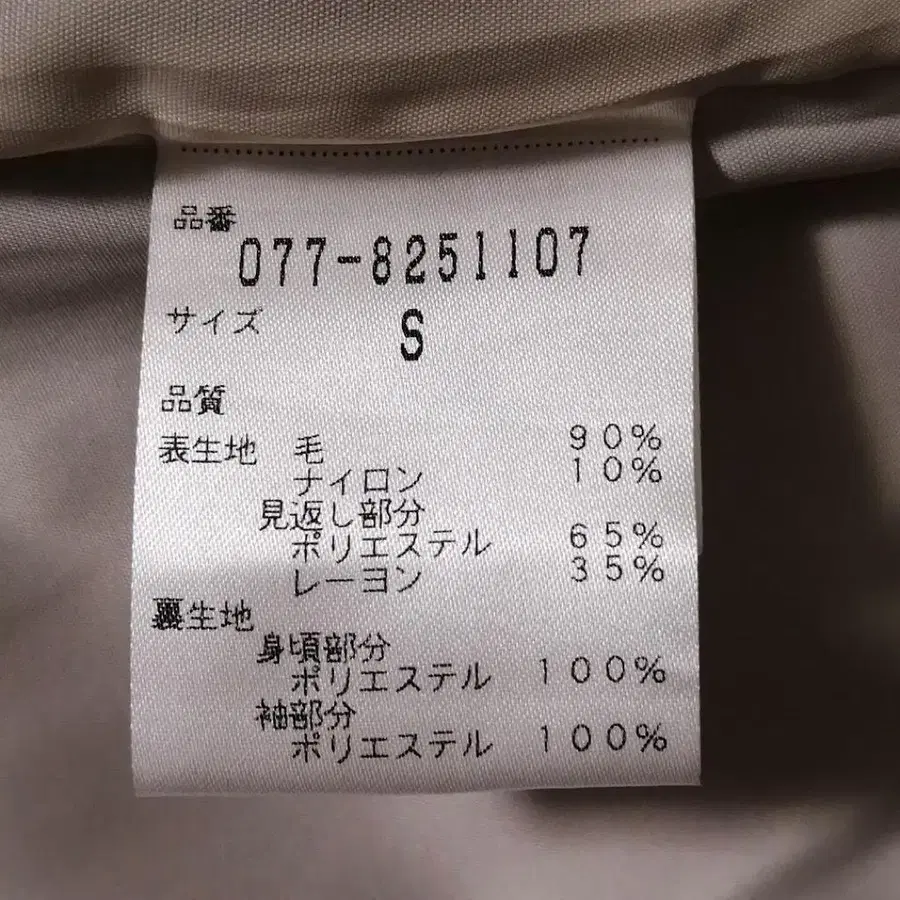 品番
077-8251107
サイズ S
品質
表生地 毛 90%
ナイロン 10%
見返し部分
ポリエステル 65%
レーヨン 35%
裏生地
身頃部分
ポリエステル 100%
袖部分
ポリエステル 100%